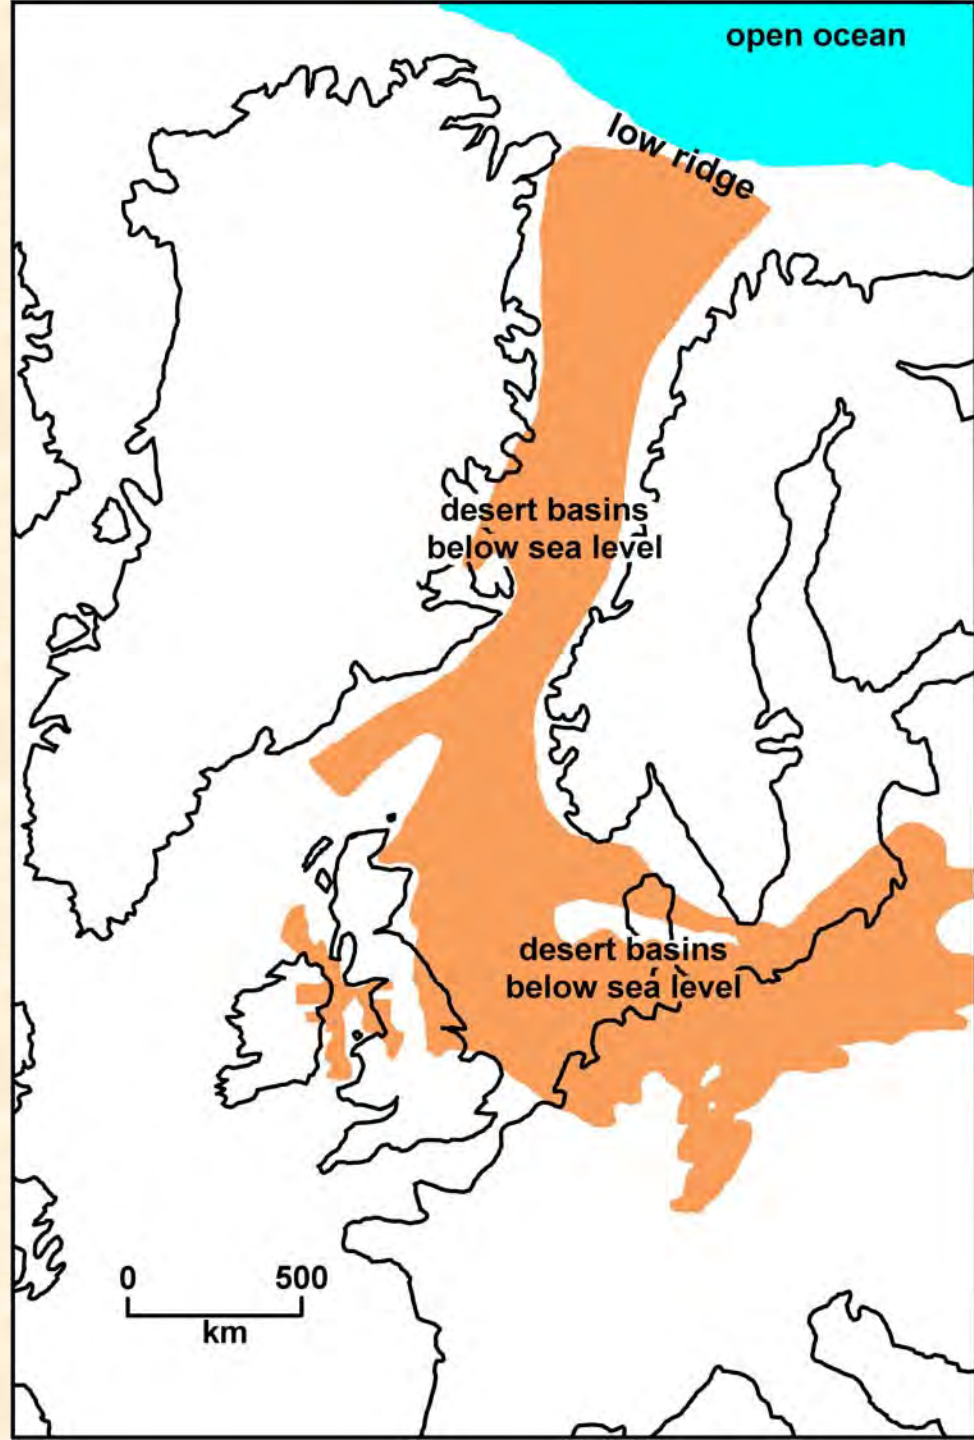 open ocean
low ridge
desert basins
below sea level
desert basins
below sea level
0 500
km